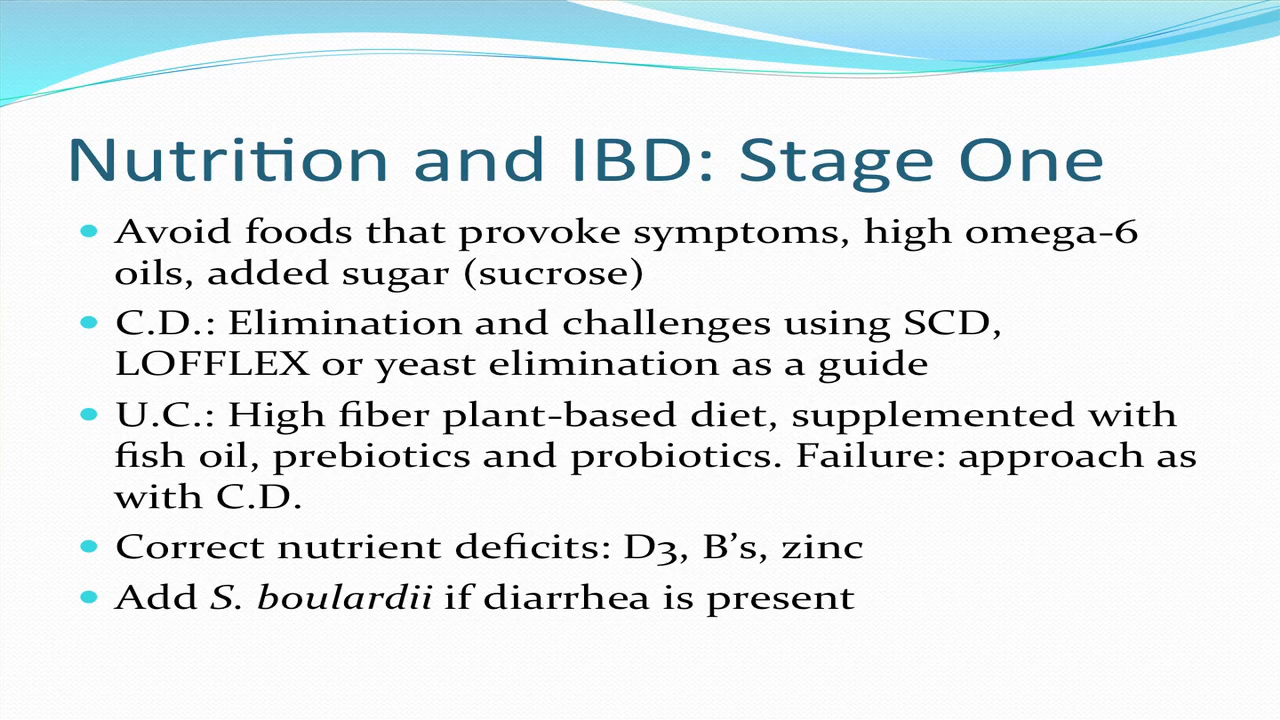 Nutrition and IBD: Stage One
• Avoid foods that provoke symptoms, high omega-6
oils, added sugar (sucrose)
• C.D.: Elimination and challenges using SCD,
LOFFLEX or yeast elimination as a guide
• U.C.: High fiber plant-based diet, supplemented with
fish oil, prebiotics and probiotics. Failure: approach as
with C.D.
• Correct nutrient deficits: D3, B’s, zinc
• Add S. boulardii if diarrhea is present